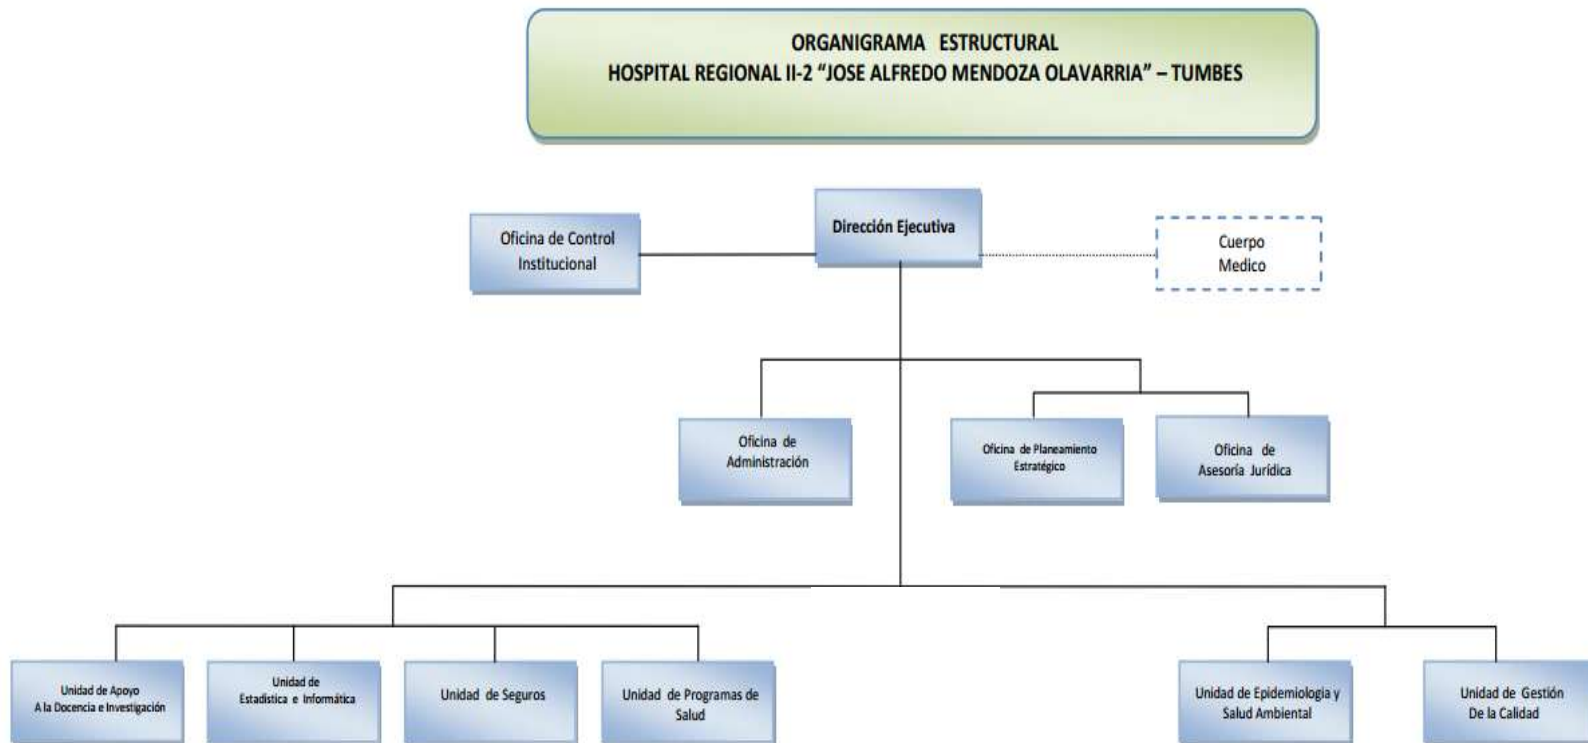 ORGANIGRAMA ESTRUCTURAL
HOSPITAL REGIONAL II-2 “JOSE ALFREDO MENDOZA OLAVARRIA” – TUMBES
Oficina de Control
Institucional
Dirección Ejecutiva
Cuerpo
Medico
Oficina de
Administración
Oficina de Planeamiento
Estratégico
Oficina de
Asesoría Jurídica
Unidad de Apoyo
A la Docencia e Investigación
Unidad de
Estadistica e Informática
Unidad de Seguros
Unidad de Programas de
Salud
Unidad de Epidemiologia y
Salud Ambiental
Unidad de Gestión
De la Calidad